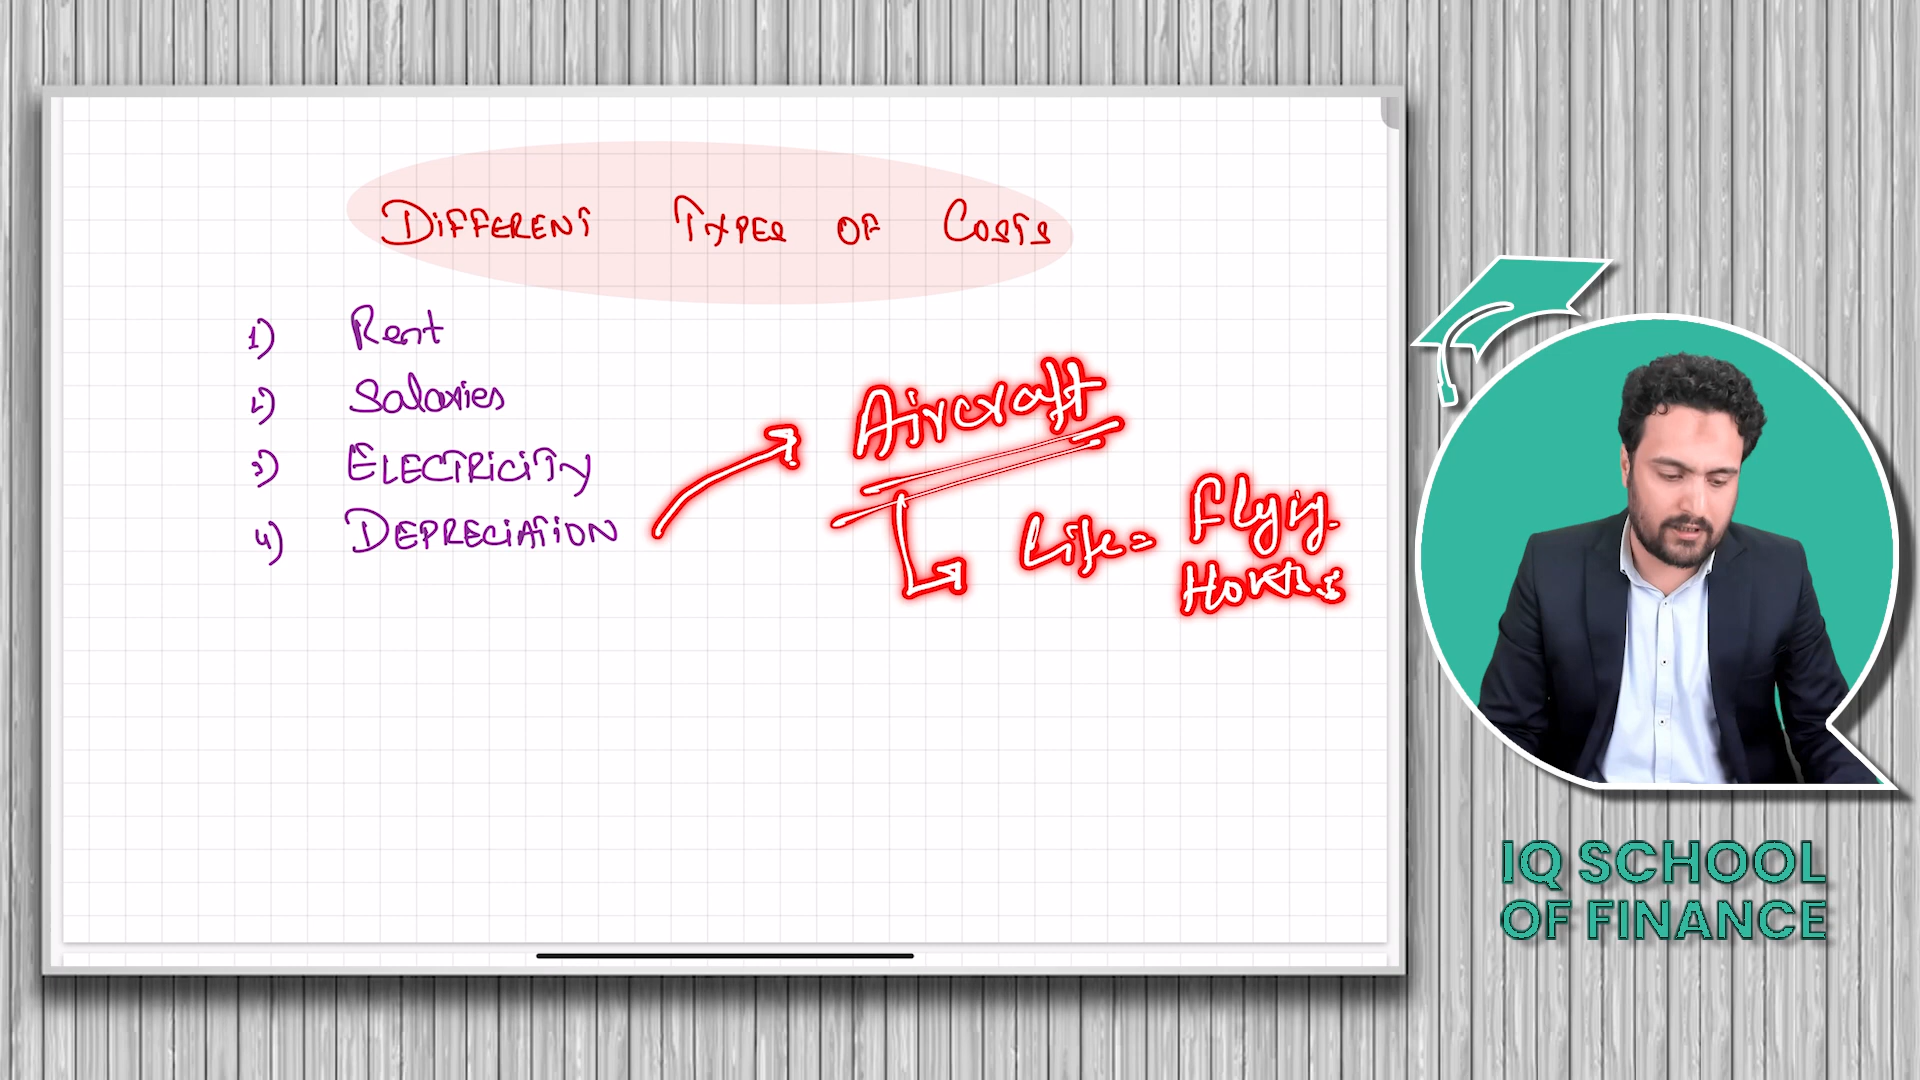 DIFFERENT TYPES OF COSTS
1) Rent
2) Salaries
3) ELECTRICITY
4) DEPRECIATION
Aircraft
Life = Flying
Hours
IQ SCHOOL
OF FINANCE